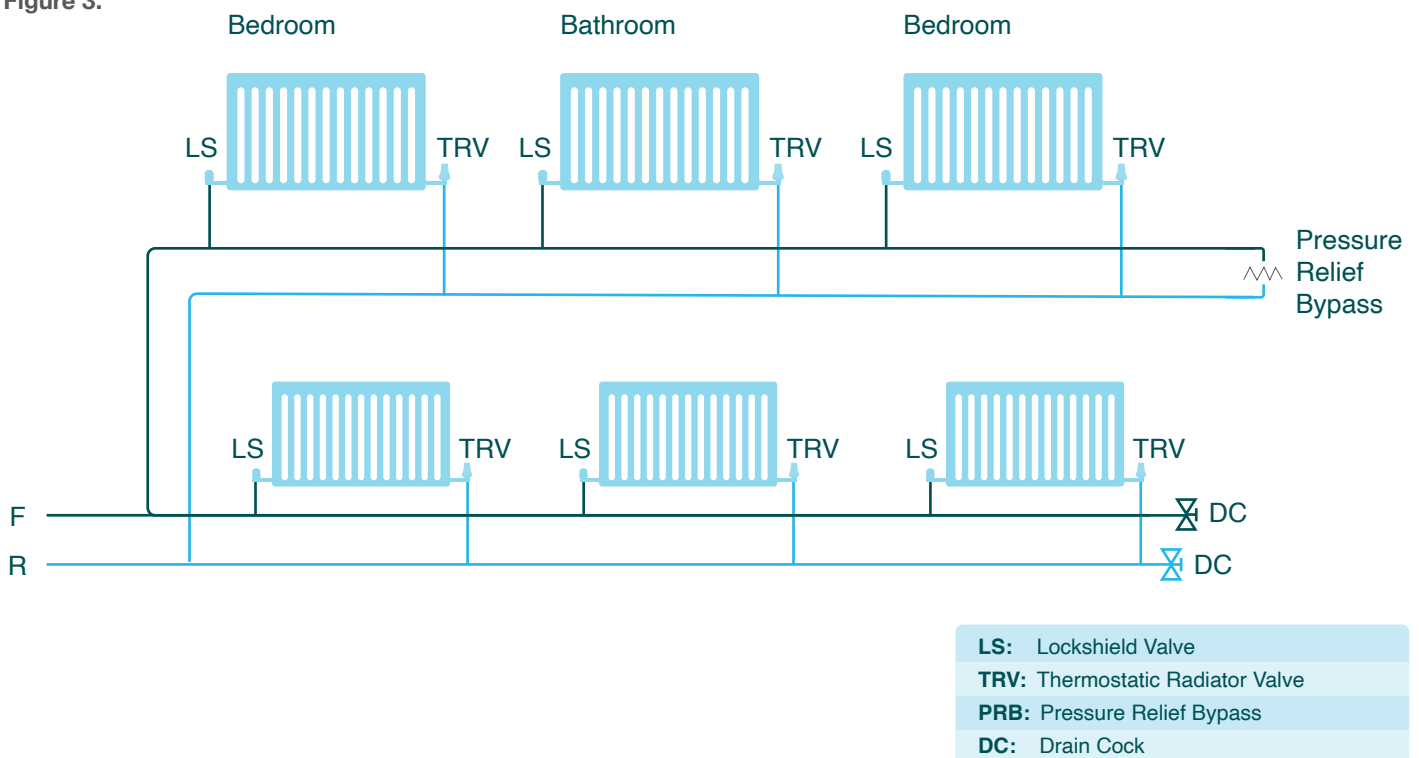 Figure 3.
Bedroom Bathroom Bedroom
LS TRV LS TRV LS TRV
Pressure
Relief
Bypass
LS TRV LS TRV LS TRV
F DC
R DC
LS: Lockshield Valve
TRV: Thermostatic Radiator Valve
PRB: Pressure Relief Bypass
DC: Drain Cock